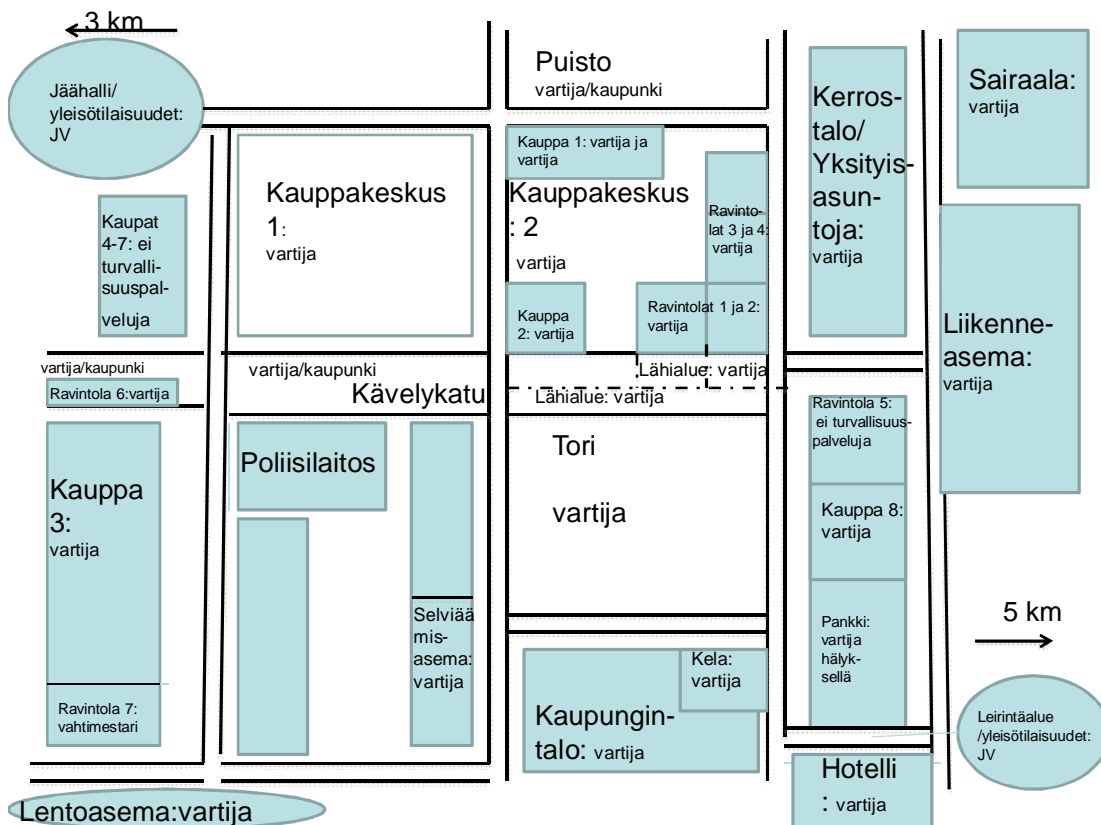 3 km
Jäähalli/
yleisötilaisuudet:
JV
Puisto
vartija/kaupunki
Kerros-
talo/
Yksityis-
asun-
toja:
vartija
Sairaala:
vartija
Kauppakeskus
1:
vartija
Kauppa 1: vartija ja
vartija
Kauppakeskus
: 2
vartija
Ravinto-
lat 3 ja 4:
vartija
Kaupat
4-7: ei
turvalli-
suuspal-
veluja
Kauppa
2: vartija
Ravintolat 1 ja 2:
vartija
Liikenne-
asema:
vartija
vartija/kaupunki
vartija/kaupunki
Kävelykatu
Lähialue: vartija
Lähialue: vartija
Ravintola 6:vartija
Ravintola 5:
ei turvallisuus-
palveluja
Kauppa
3:
vartija
Poliisilaitos
Tori
vartija
Kauppa 8:
vartija
Selviää
mis-
asema:
vartija
Pankki:
vartija
hälyk-
sellä
5 km
Ravintola 7:
vahtimestari
Kela:
vartija
Kaupungin-
talo: vartija
Leirintäalue
/yleisötilaisuudet:
JV
Hotelli
: vartija
Lentoasema:vartija